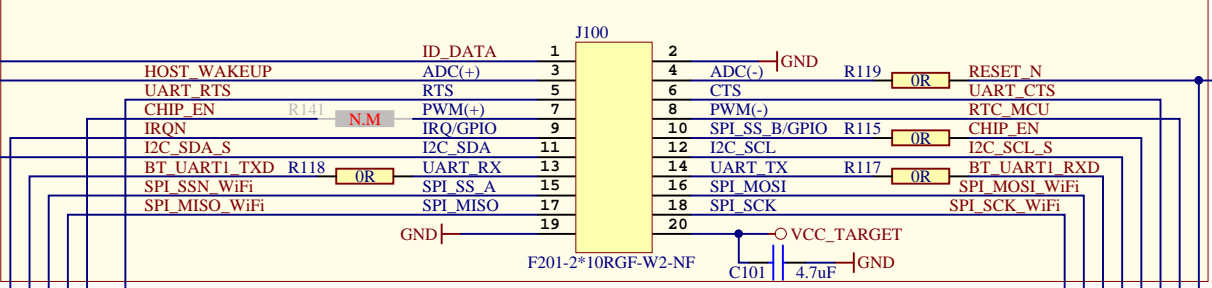 J100
ID_DATA 1 2 GND
HOST_WAKEUP ADC(+) 3 4 ADC(-) R119 0R RESET_N
UART_RTS RTS 5 6 CTS UART_CTS
CHIP_EN R141 N.M PWM(+) 7 8 PWM(-) RTC_MCU
IRQN IRQ/GPIO 9 10 SPI_SS_B/GPIO R115 0R CHIP_EN
I2C_SDA_S I2C_SDA 11 12 I2C_SCL I2C_SCL_S
BT_UART1_TXD R118 0R UART_RX 13 14 UART_TX R117 0R BT_UART1_RXD
SPI_SSN_WiFi SPI_SS_A 15 16 SPI_MOSI SPI_MOSI_WiFi
SPI_MISO_WiFi SPI_MISO 17 18 SPI_SCK SPI_SCK_WiFi
GND 19 20 VCC_TARGET
F201-2*10RGF-W2-NF
C101 4.7uF GND